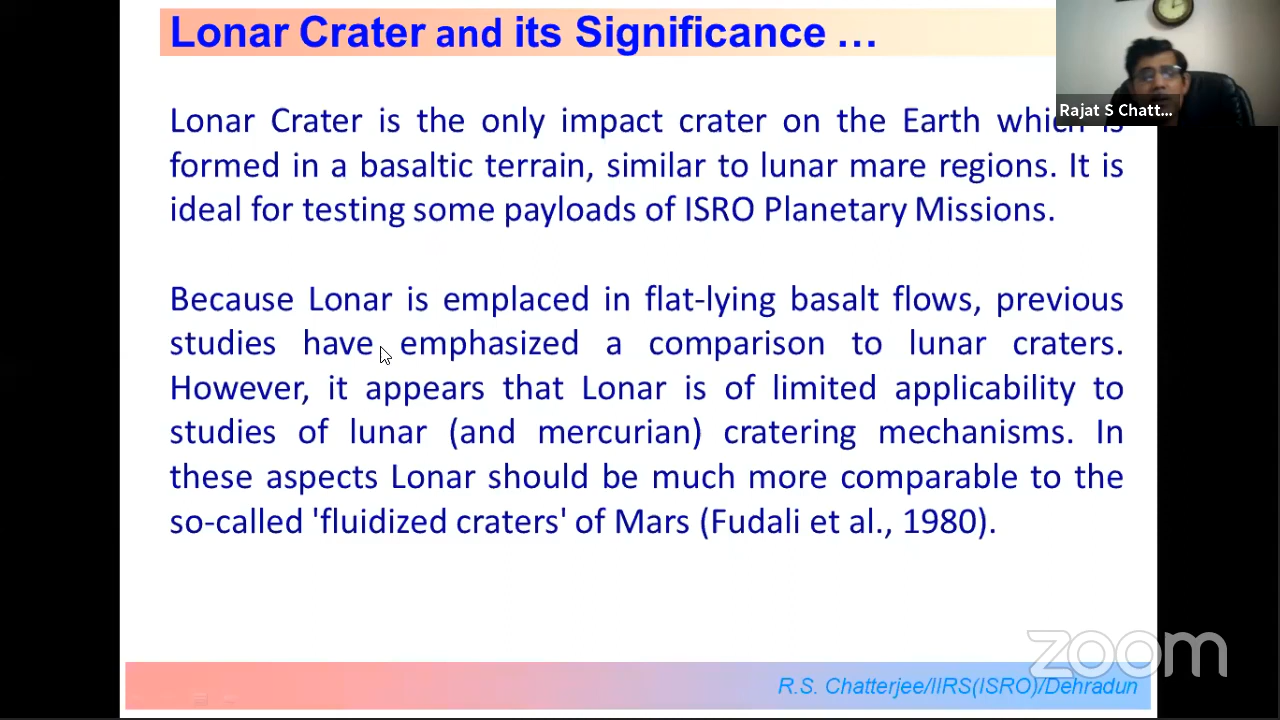 Lonar Crater and its Significance …
Rajat S Chatt...
Lonar Crater is the only impact crater on the Earth which is
formed in a basaltic terrain, similar to lunar mare regions. It is
ideal for testing some payloads of ISRO Planetary Missions.
Because Lonar is emplaced in flat-lying basalt flows, previous
studies have emphasized a comparison to lunar craters.
However, it appears that Lonar is of limited applicability to
studies of lunar (and mercurian) cratering mechanisms. In
these aspects Lonar should be much more comparable to the
so-called 'fluidized craters' of Mars (Fudali et al., 1980).
zoom
R.S. Chatterjee/IIRS(ISRO)/Dehradun